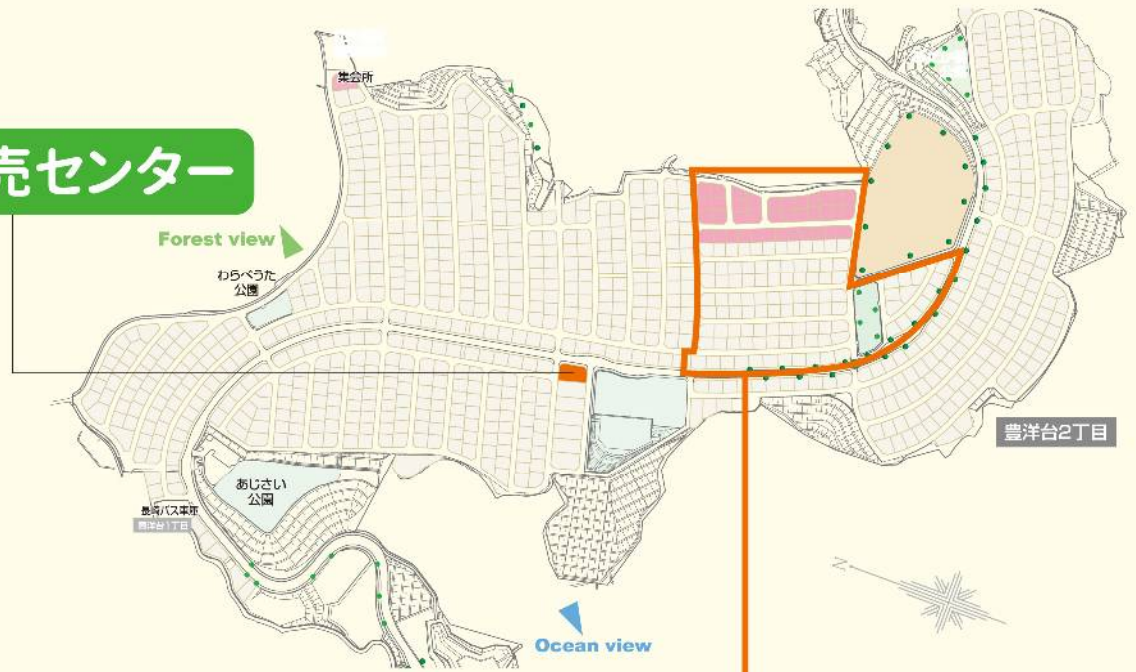 集会所
売センター
Forest view
わらべうた
公園
豊洋台2丁目
あじさい
公園
長崎バス車庫
豊洋台1丁目
N
Ocean view